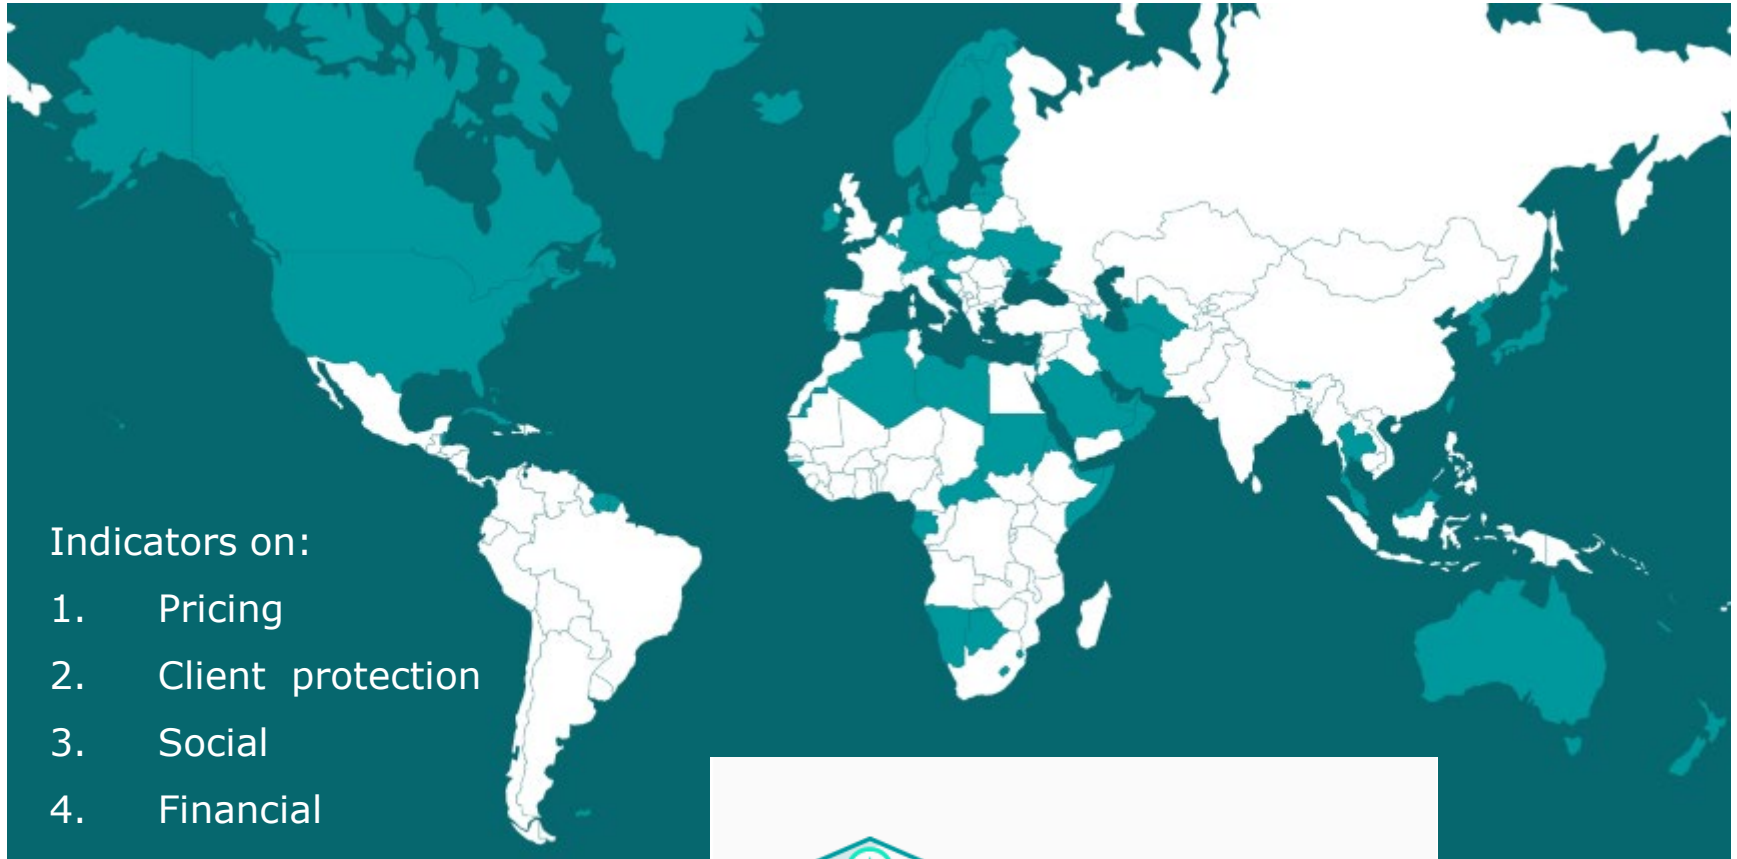 Indicators on:
1. Pricing
2. Client protection
3. Social
4. Financial